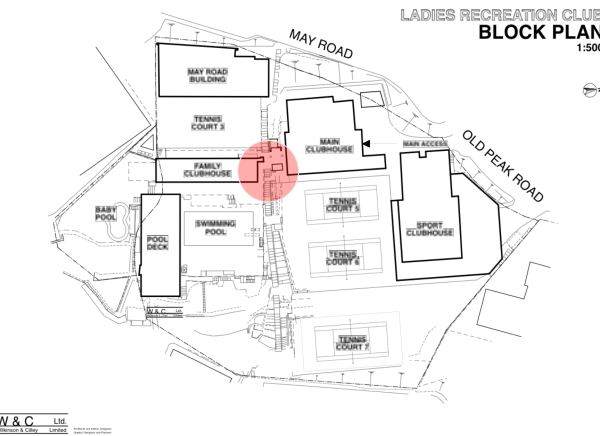 LADIES RECREATION CLUB
BLOCK PLAN
1:500
MAY ROAD
MAY ROAD
BUILDING
TENNIS
COURT 3
MAIN
CLUBHOUSE
MAIN ACCESS
OLD PEAK ROAD
FAMILY
CLUBHOUSE
BABY
POOL
POOL
DECK
SWIMMING
POOL
TENNIS
COURT 5
SPORT
CLUBHOUSE
TENNIS
COURT 6
W & C Ltd.
TENNIS
COURT 7
W & C Ltd.
Wilkinson & Cilley Limited